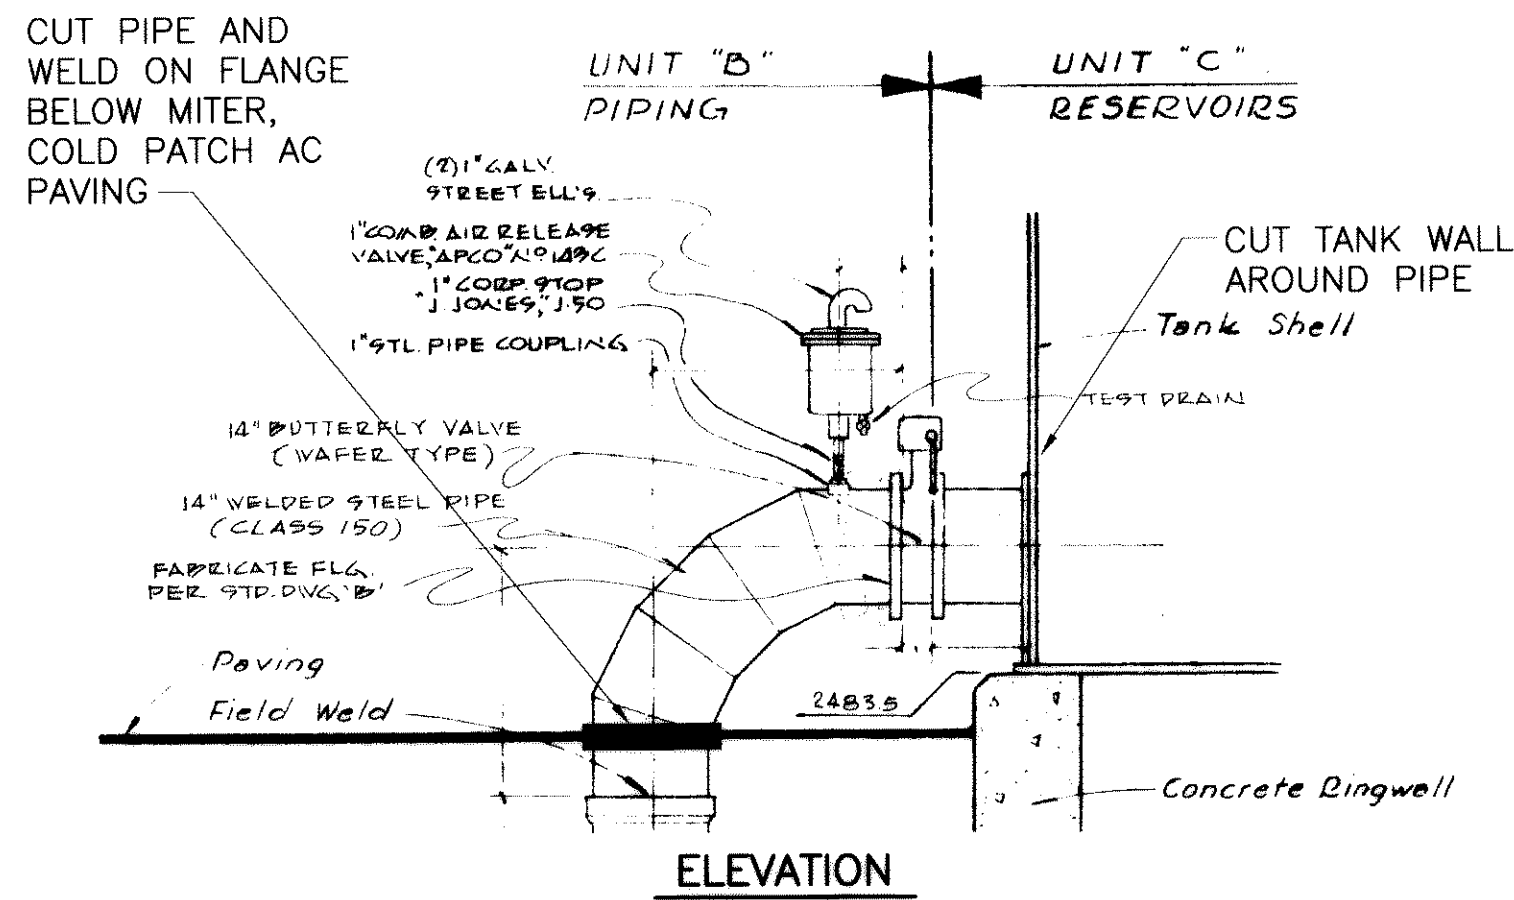 CUT PIPE AND
WELD ON FLANGE
BELOW MITER,
COLD PATCH AC
PAVING
UNIT "B"
PIPING
UNIT "C"
RESERVOIRS
(2) 1" GALV.
STREET ELL'S
1" COMB. AIR RELEASE
VALVE, "APCO" Nº 143C
1" CORP. STOP
"J. JONES," J-50
1" STL. PIPE COUPLING
CUT TANK WALL
AROUND PIPE
Tank Shell
TEST DRAIN
14" BUTTERFLY VALVE
(WAFER TYPE)
14" WELDED STEEL PIPE
(CLASS 150)
FABRICATE FLG.
PER STD. DWG. 'B'
Paving
Field Weld
2483.5
Concrete Ringwall
ELEVATION